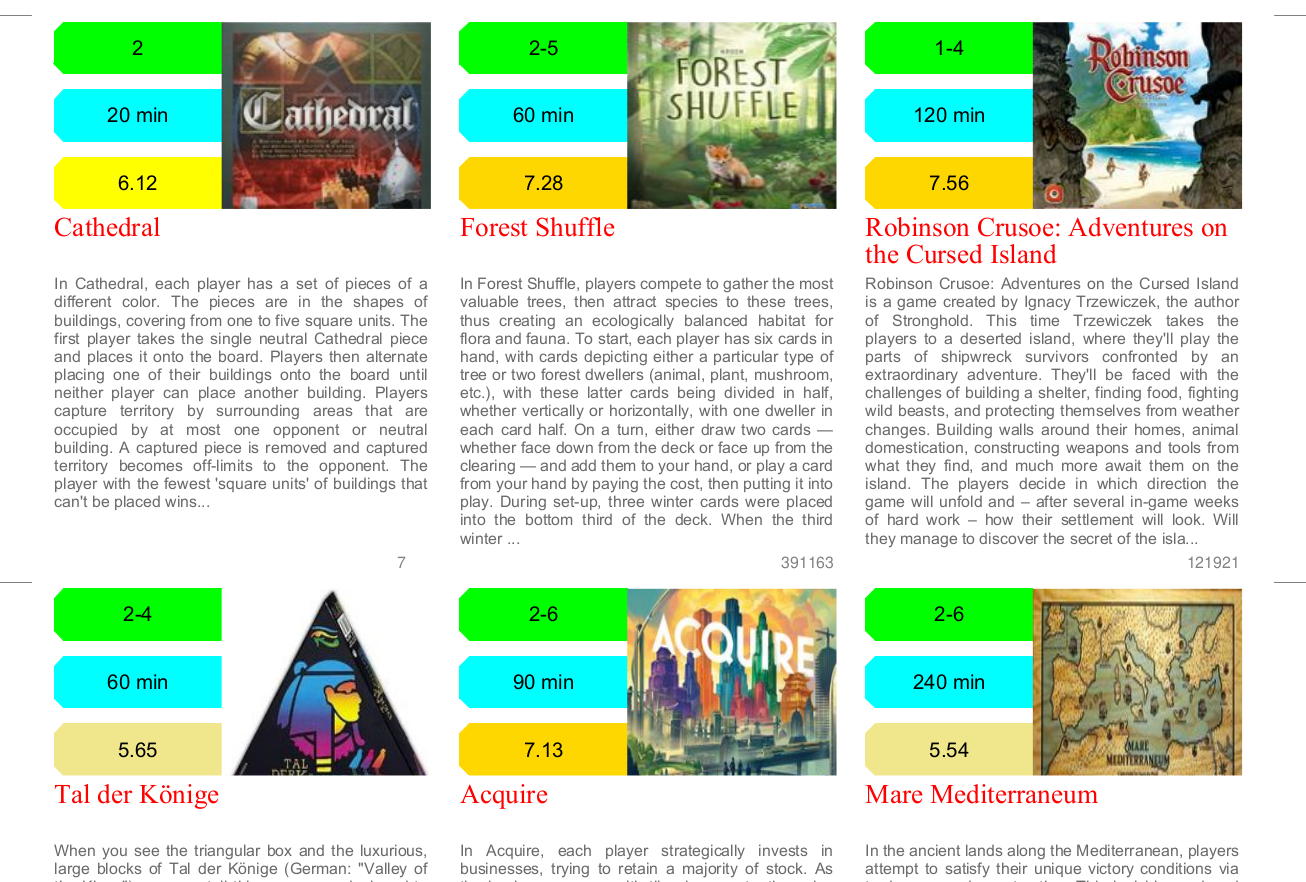 2
20 min
6.12
Cathedral
Cathedral
In Cathedral, each player has a set of pieces of a
different color. The pieces are in the shapes of
buildings, covering from one to five square units. The
first player takes the single neutral Cathedral piece
and places it onto the board. Players then alternate
placing one of their buildings onto the board until
neither player can place another building. Players
capture territory by surrounding areas that are
occupied by at most one opponent or neutral
building. A captured piece is removed and captured
territory becomes off-limits to the opponent. The
player with the fewest 'square units' of buildings that
can't be placed wins...
7
2-5
60 min
7.28
FOREST
SHUFFLE
Forest Shuffle
In Forest Shuffle, players compete to gather the most
valuable trees, then attract species to these trees,
thus creating an ecologically balanced habitat for
flora and fauna. To start, each player has six cards in
hand, with cards depicting either a particular type of
tree or two forest dwellers (animal, plant, mushroom,
etc.), with these latter cards being divided in half,
whether vertically or horizontally, with one dweller in
each card half. On a turn, either draw two cards —
whether face down from the deck or face up from the
clearing — and add them to your hand, or play a card
from your hand by paying the cost, then putting it into
play. During set-up, three winter cards were placed
into the bottom third of the deck. When the third
winter ...
391163
1-4
120 min
7.56
Robinson
Crusoe
Robinson Crusoe: Adventures on
the Cursed Island
Robinson Crusoe: Adventures on the Cursed Island
is a game created by Ignacy Trzewiczek, the author
of Stronghold. This time Trzewiczek takes the
players to a deserted island, where they'll play the
parts of shipwreck survivors confronted by an
extraordinary adventure. They'll be faced with the
challenges of building a shelter, finding food, fighting
wild beasts, and protecting themselves from weather
changes. Building walls around their homes, animal
domestication, constructing weapons and tools from
what they find, and much more await them on the
island. The players decide in which direction the
game will unfold and – after several in-game weeks
of hard work – how their settlement will look. Will
they manage to discover the secret of the isla...
121921
2-4
60 min
5.65
TAL
Tal der Könige
When you see the triangular box and the luxurious,
large blocks of Tal der Könige (German: "Valley of
2-6
90 min
7.13
ACQUIRE
Acquire
In Acquire, each player strategically invests in
businesses, trying to retain a majority of stock. As
2-6
240 min
5.54
MARE
MEDITERRANEUM
Mare Mediterraneum
In the ancient lands along the Mediterranean, players
attempt to satisfy their unique victory conditions via